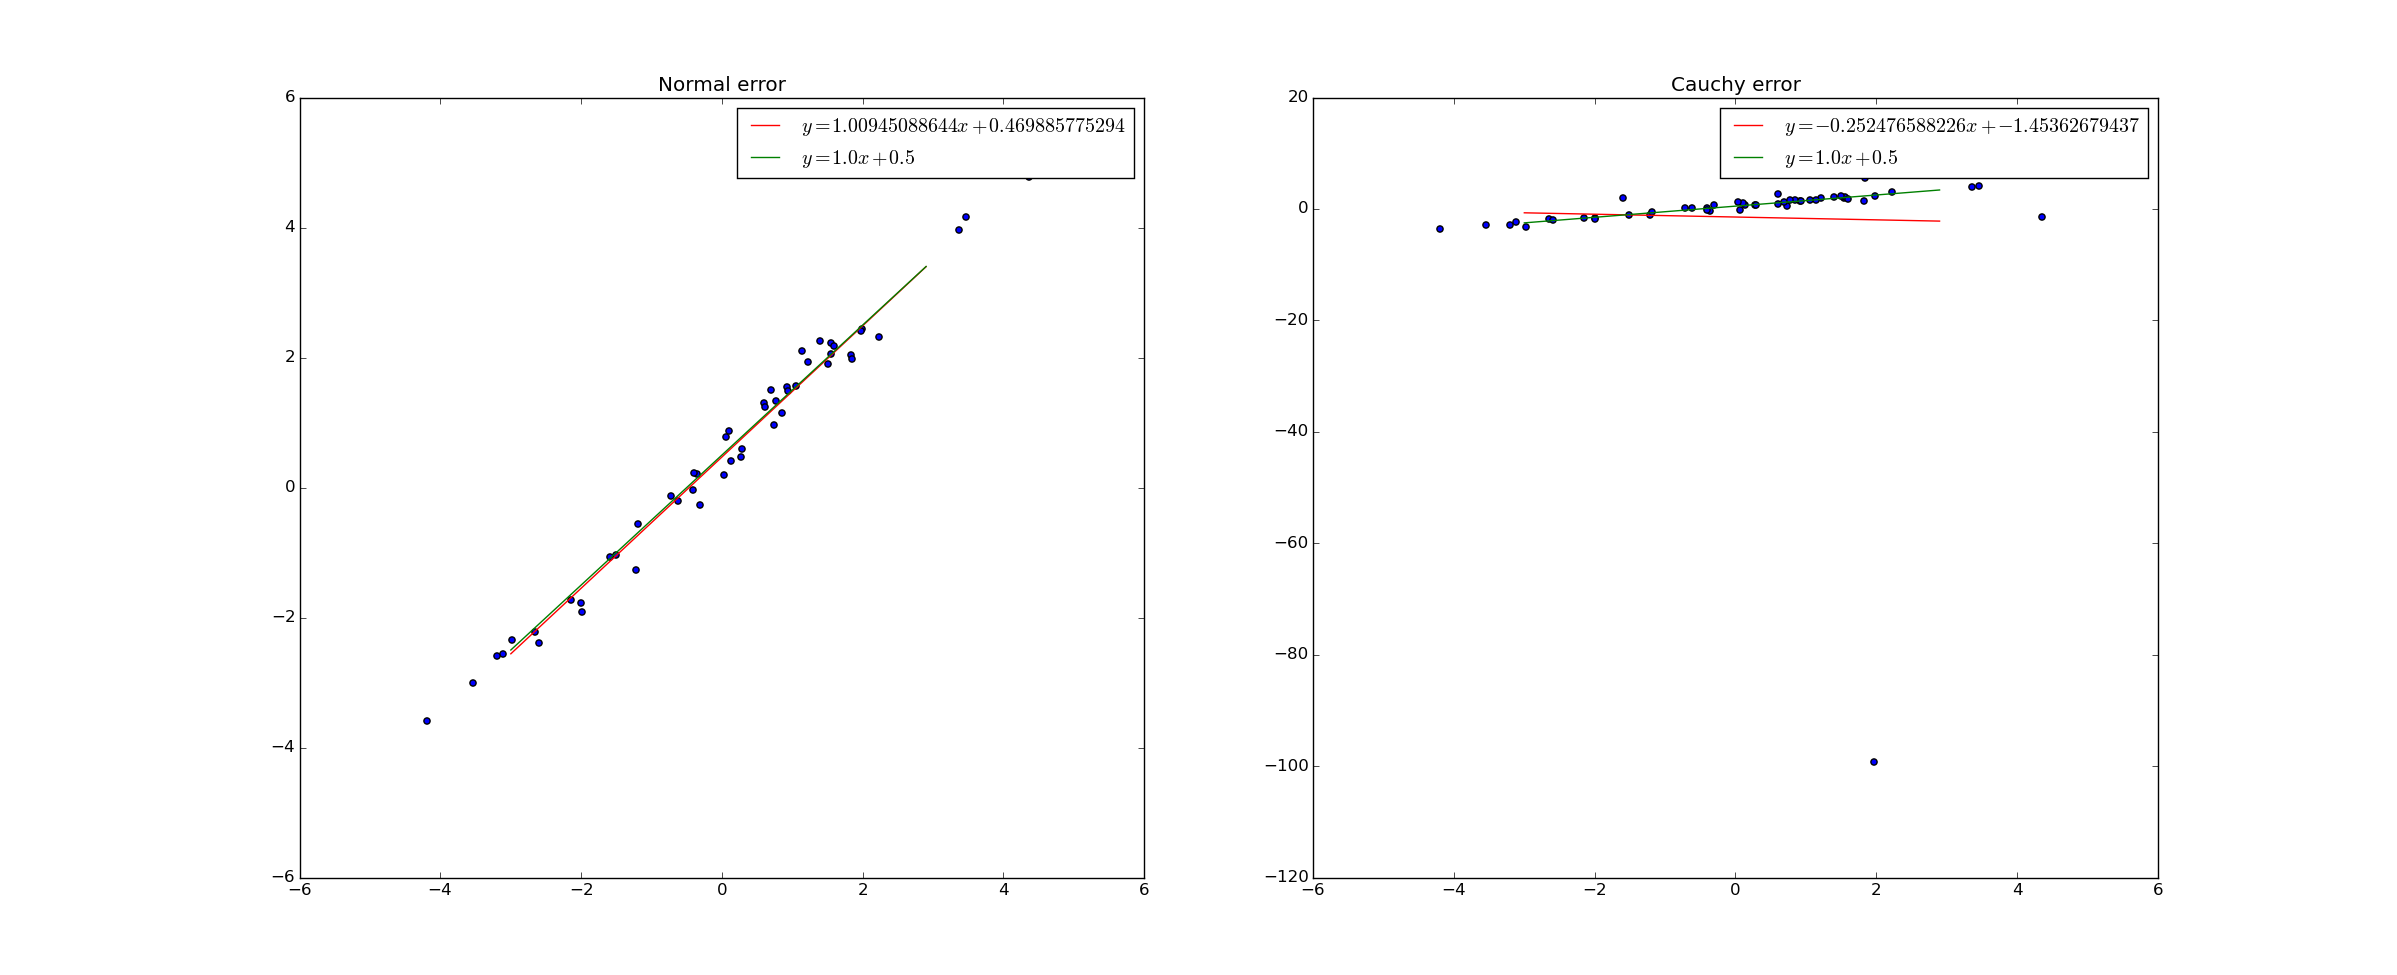 Normal error
6
4
2
0
−2
−4
−6
−6 −4 −2 0 2 4 6
y=1.00945088644x+0.469885775294
y=1.0x+0.5
Cauchy error
20
0
−20
−40
−60
−80
−100
−120
−6 −4 −2 0 2 4 6
y=−0.252476588226x+−1.45362679437
y=1.0x+0.5